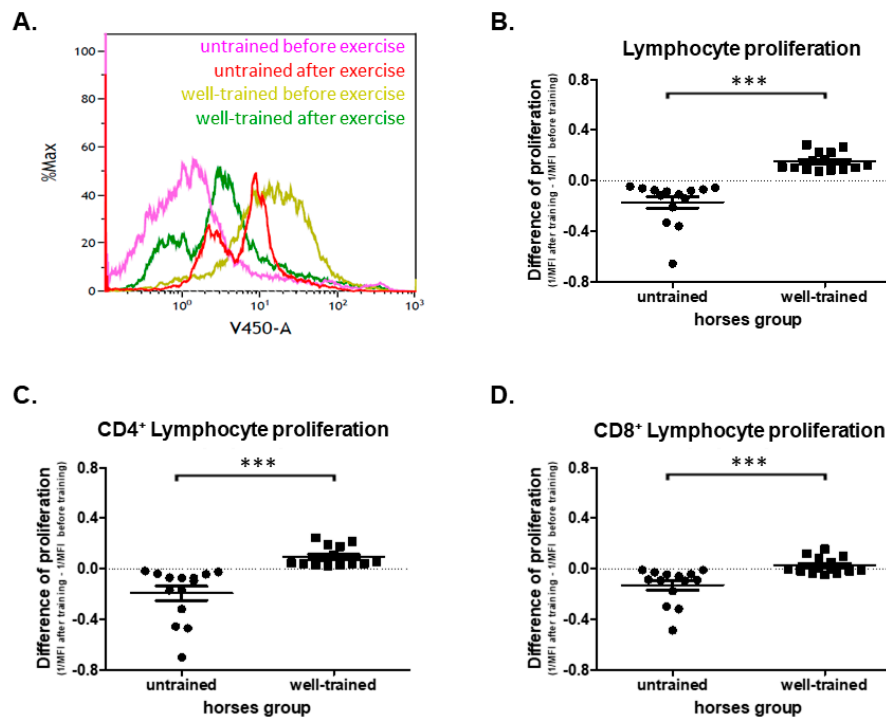 A.
untrained before exercise
untrained after exercise
well-trained before exercise
well-trained after exercise
100
80
60
40
20
0
%Max
10⁰
10¹
10²
10³
V450-A
B.
Lymphocyte proliferation
***
0.8
0.4
0.0
-0.4
-0.8
Difference of proliferation
(1/MFI after training - 1/MFI before training)
untrained
well-trained
horses group
C.
CD4⁺ Lymphocyte proliferation
***
0.8
0.4
0.0
-0.4
-0.8
Difference of proliferation
(1/MFI after training - 1/MFI before training)
untrained
well-trained
horses group
D.
CD8⁺ Lymphocyte proliferation
***
0.8
0.4
0.0
-0.4
-0.8
Difference of proliferation
(1/MFI after training - 1/MFI before training)
untrained
well-trained
horses group